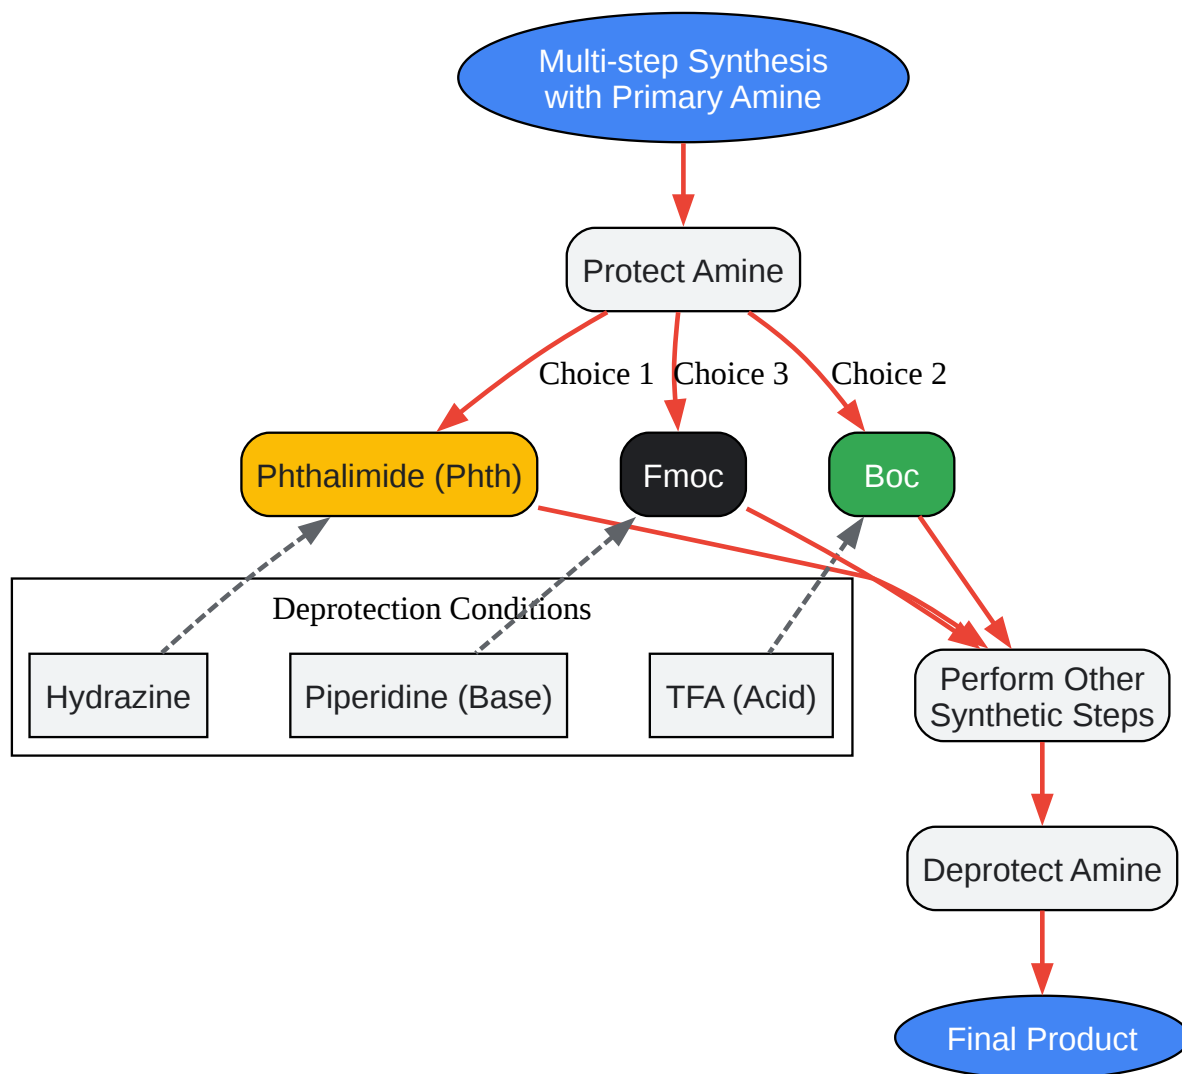 Multi-step Synthesis
with Primary Amine
Protect Amine
Choice 1
Choice 3
Choice 2
Phthalimide (Phth)
Fmoc
Boc
Deprotection Conditions
Hydrazine
Piperidine (Base)
TFA (Acid)
Perform Other
Synthetic Steps
Deprotect Amine
Final Product